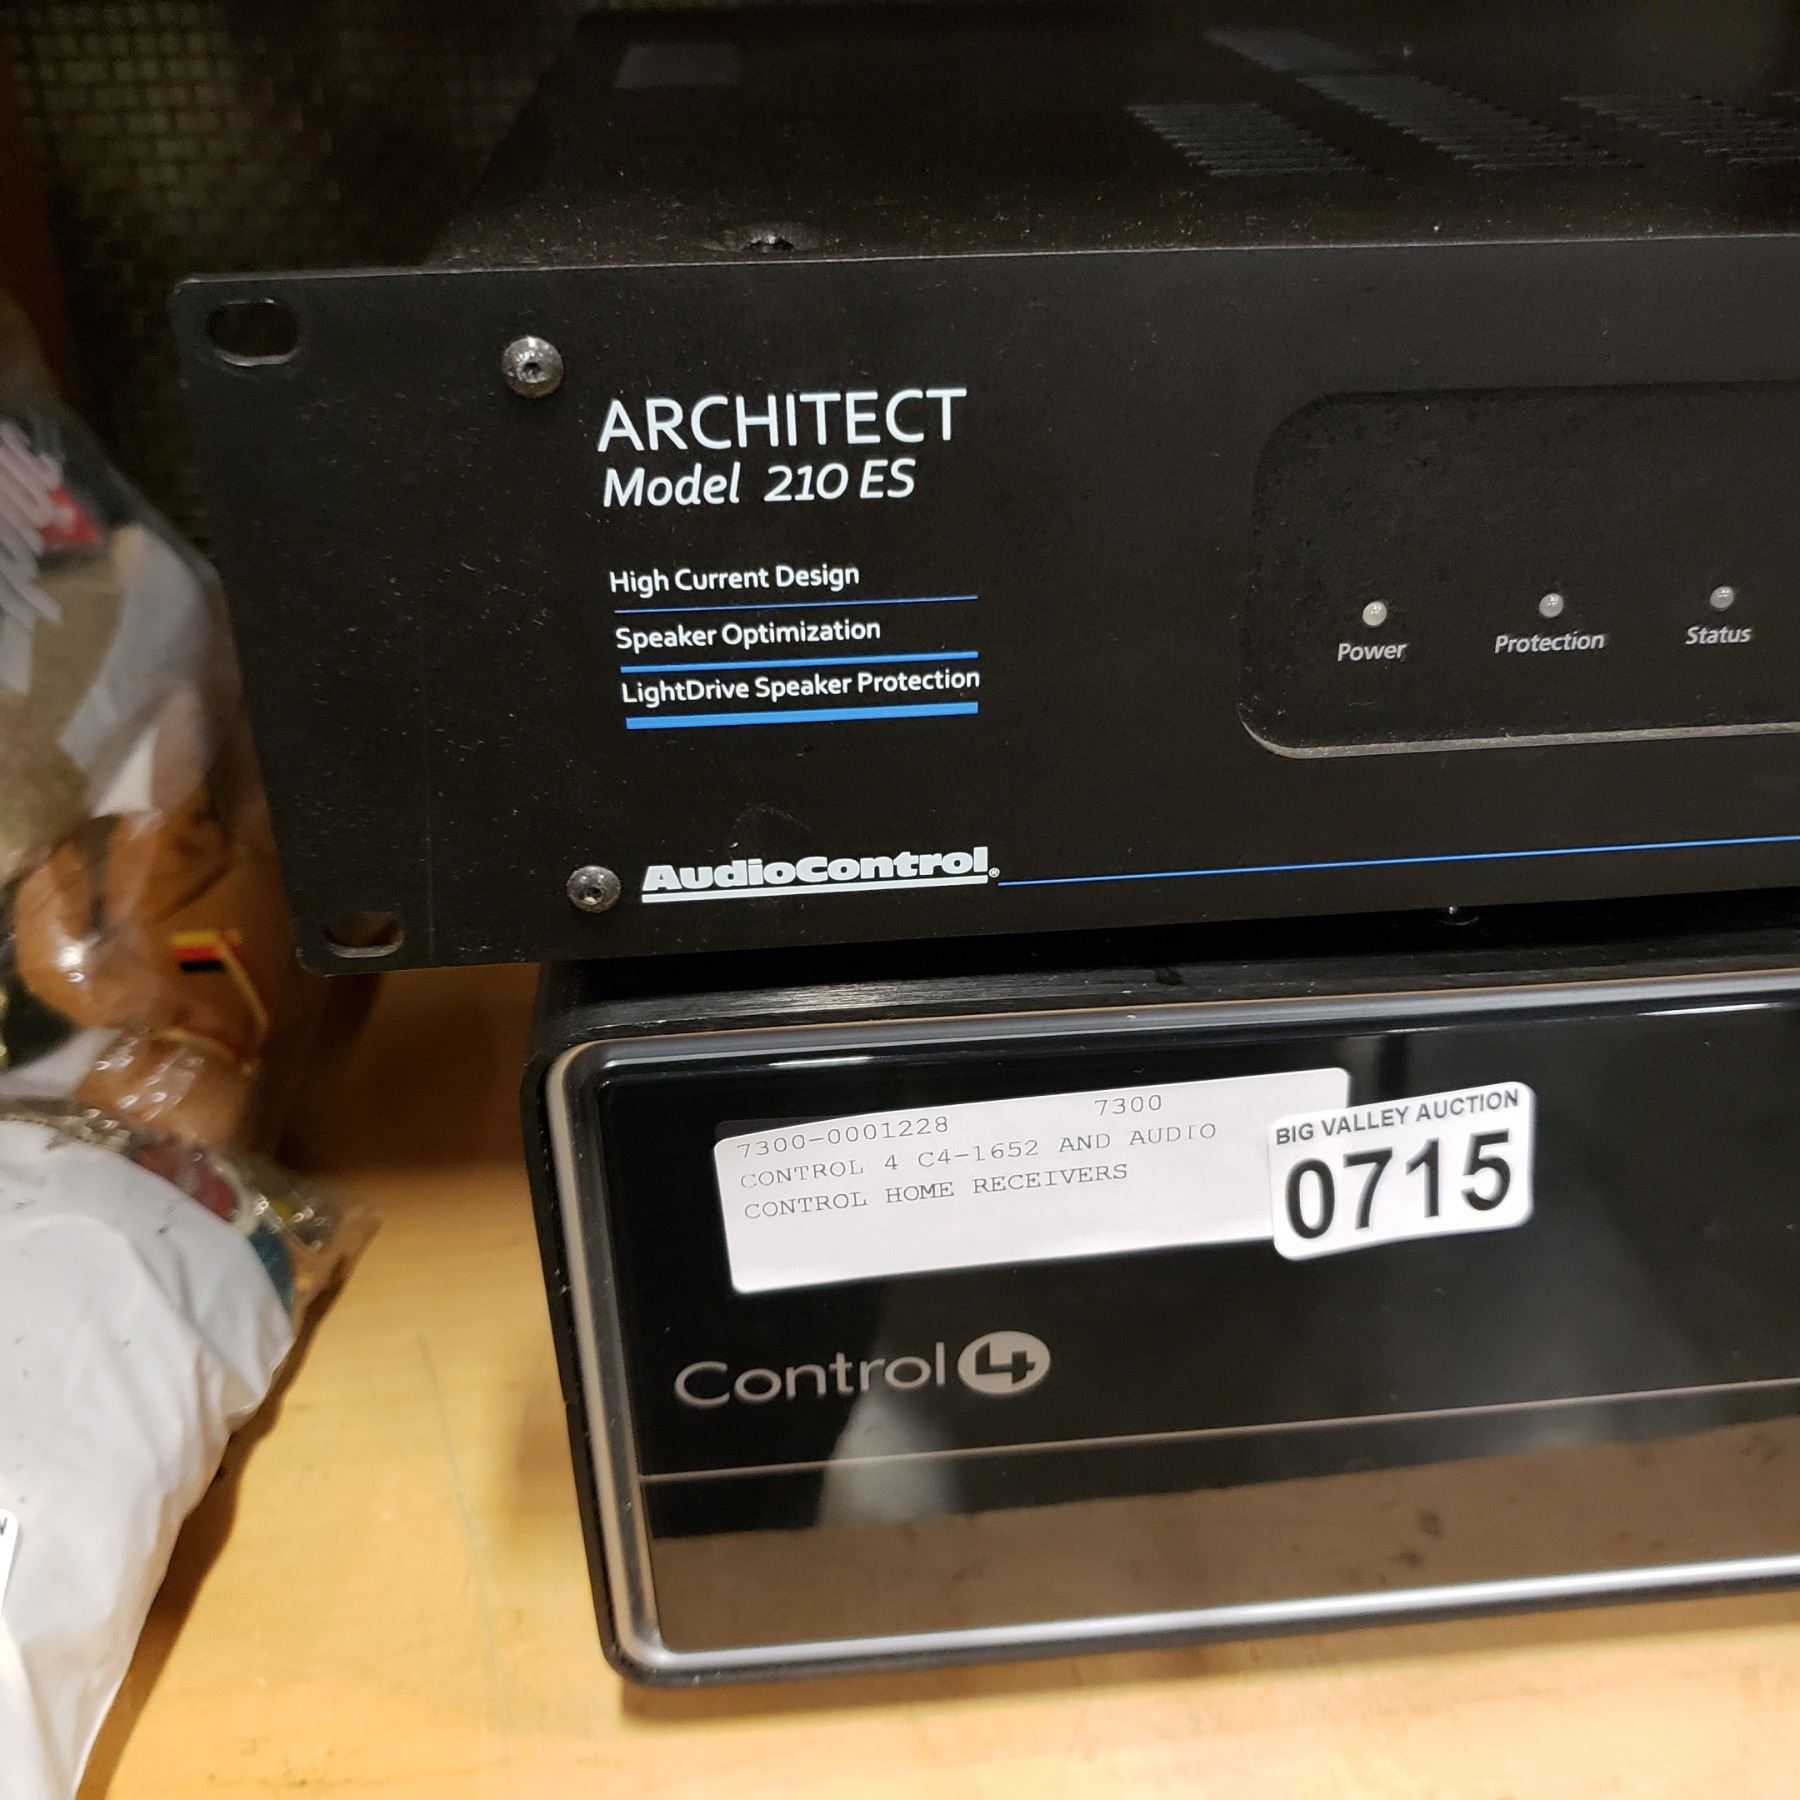 ARCHITECT
Model 210 ES
High Current Design
Speaker Optimization
LightDrive Speaker Protection
Power
Protection
Status
AudioControl®
7300-0001228 7300
CONTROL 4 C4-1652 AND AUDIO
CONTROL HOME RECEIVERS
BIG VALLEY AUCTION
0715
Control4